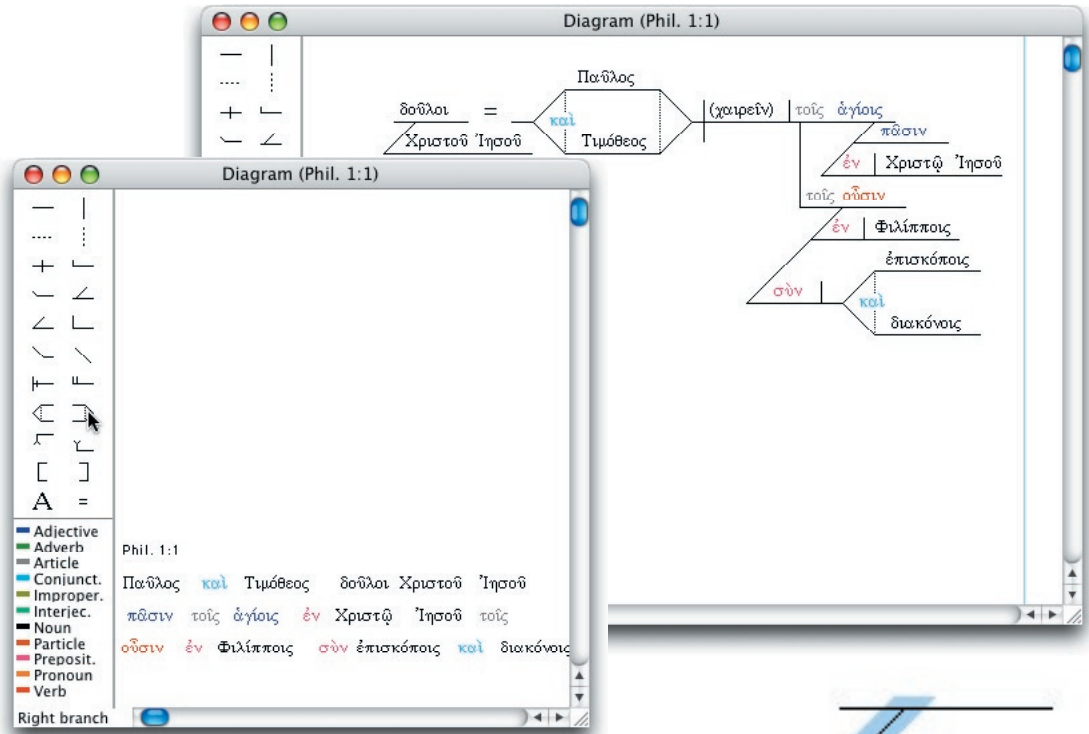 Diagram (Phil. 1:1)
Παῦλος
δοῦλοι = καὶ (χαιρεῖν) τοῖς ἁγίοις
Χριστοῦ Ἰησοῦ Τιμόθεος πᾶσιν
ἐν Χριστῷ Ἰησοῦ
τοῖς οὖσιν
ἐν Φιλίπποις
ἐπισκόποις
σὺν καὶ
διακόνοις
Diagram (Phil. 1:1)
A =
Adjective
Adverb
Article
Conjunct.
Improper.
Interjec.
Noun
Particle
Preposit.
Pronoun
Verb
Right branch
Phil. 1:1
Παῦλος καὶ Τιμόθεος δοῦλοι Χριστοῦ Ἰησοῦ
πᾶσιν τοῖς ἁγίοις ἐν Χριστῷ Ἰησοῦ τοῖς
οὖσιν ἐν Φιλίπποις σὺν ἐπισκόποις καὶ διακόνοις